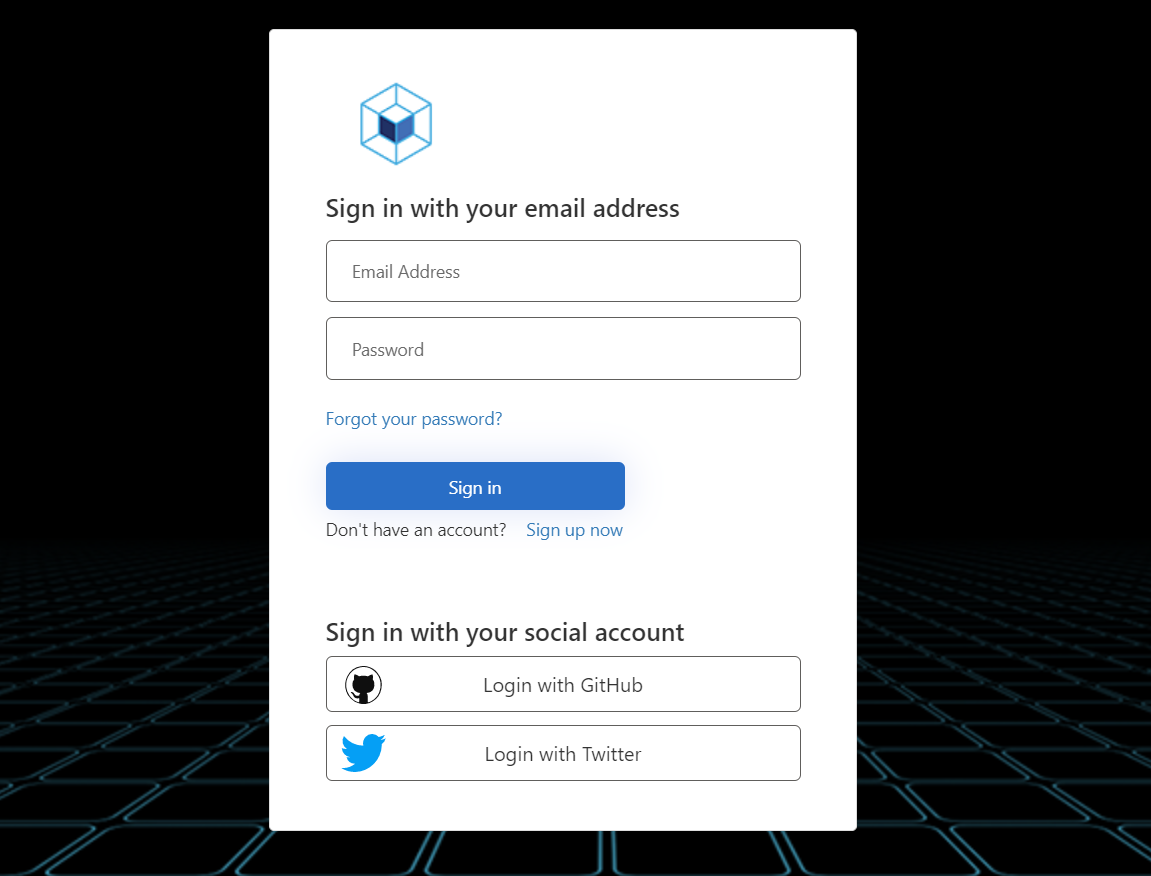 Sign in with your email address
Email Address
Password
Forgot your password?
Sign in
Don't have an account? Sign up now
Sign in with your social account
Login with GitHub
Login with Twitter